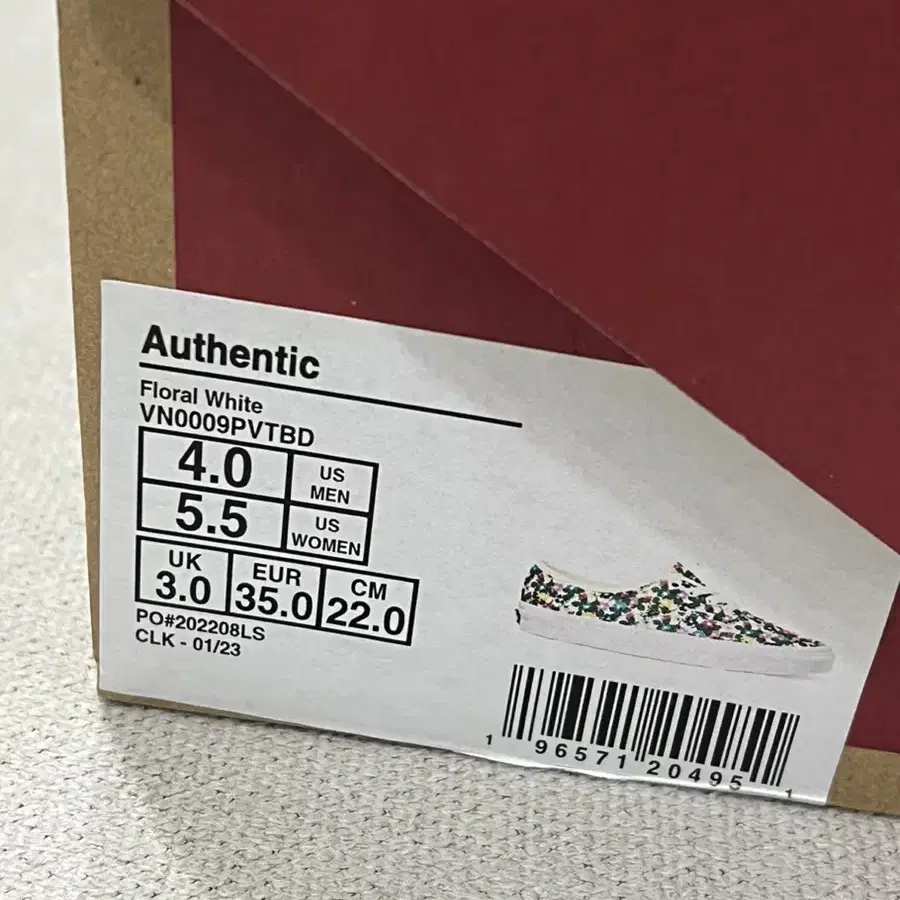 Authentic
Floral White
VN0009PVTBD
4.0 US MEN
5.5 US WOMEN
UK EUR CM
3.0 35.0 22.0
PO#202208LS
CLK - 01/23
1 96571 20495 1